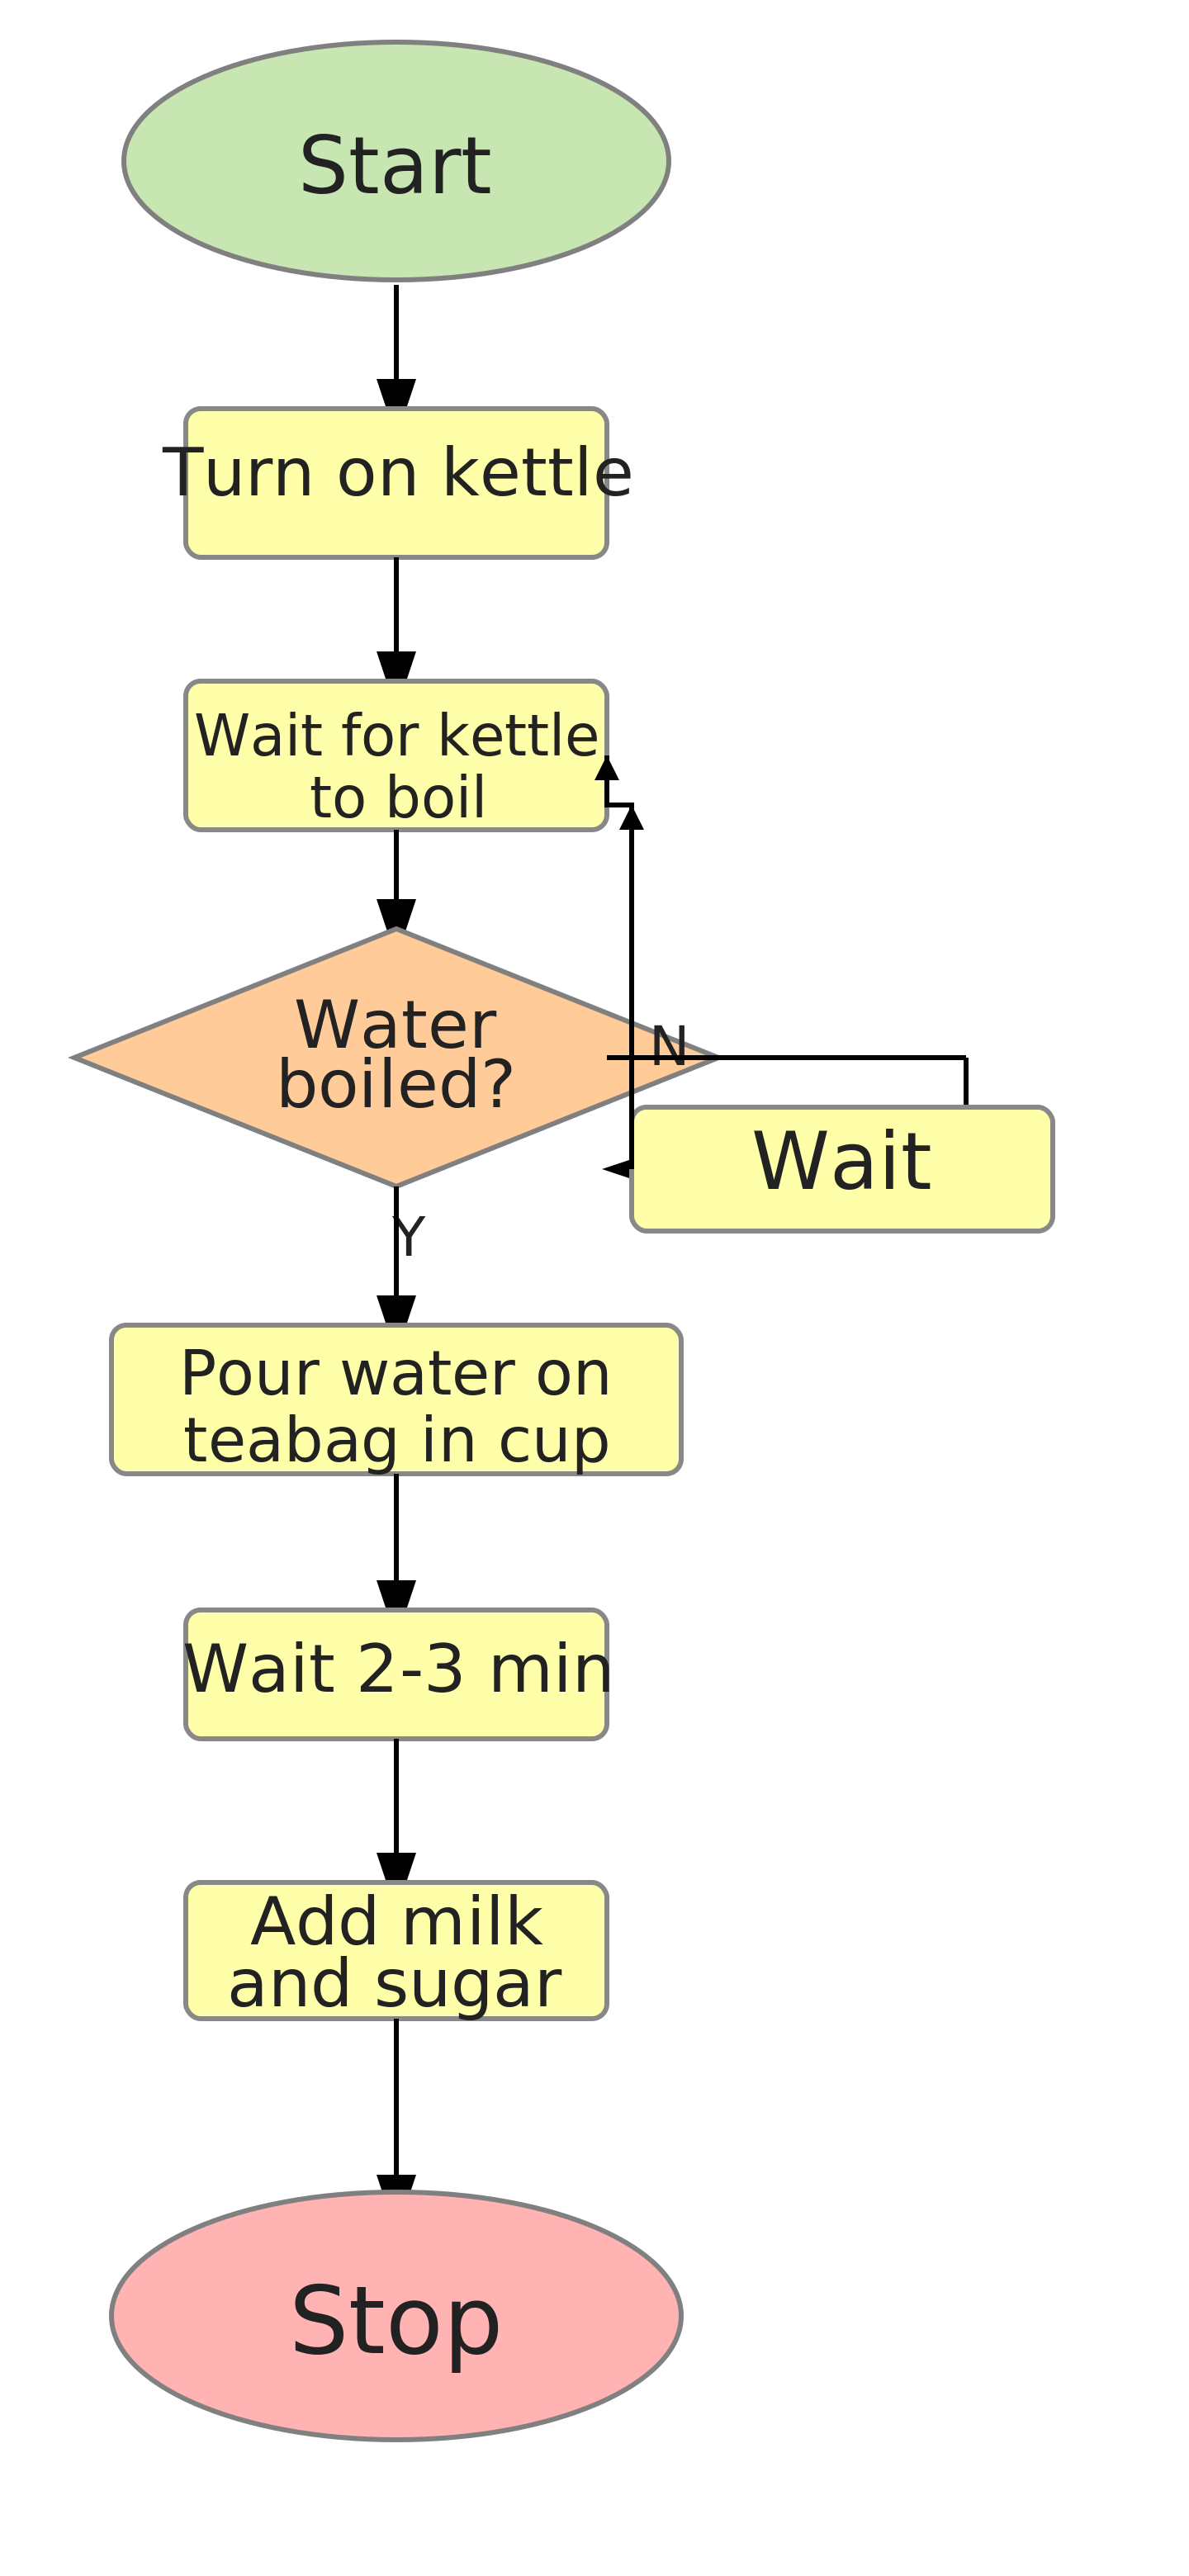 Start
Turn on kettle
Wait for kettle
to boil
Water
boiled?
N
Wait
Y
Pour water on
teabag in cup
Wait 2-3 min
Add milk
and sugar
Stop